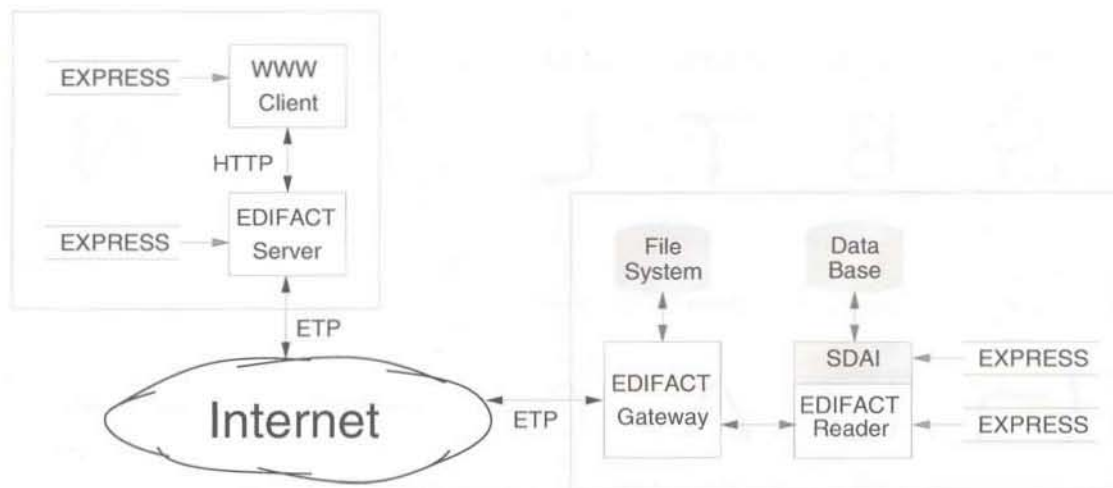 EXPRESS
WWW
Client
HTTP
EXPRESS
EDIFACT
Server
ETP
Internet
ETP
File
System
Data
Base
EDIFACT
Gateway
SDAI
EDIFACT
Reader
EXPRESS
EXPRESS